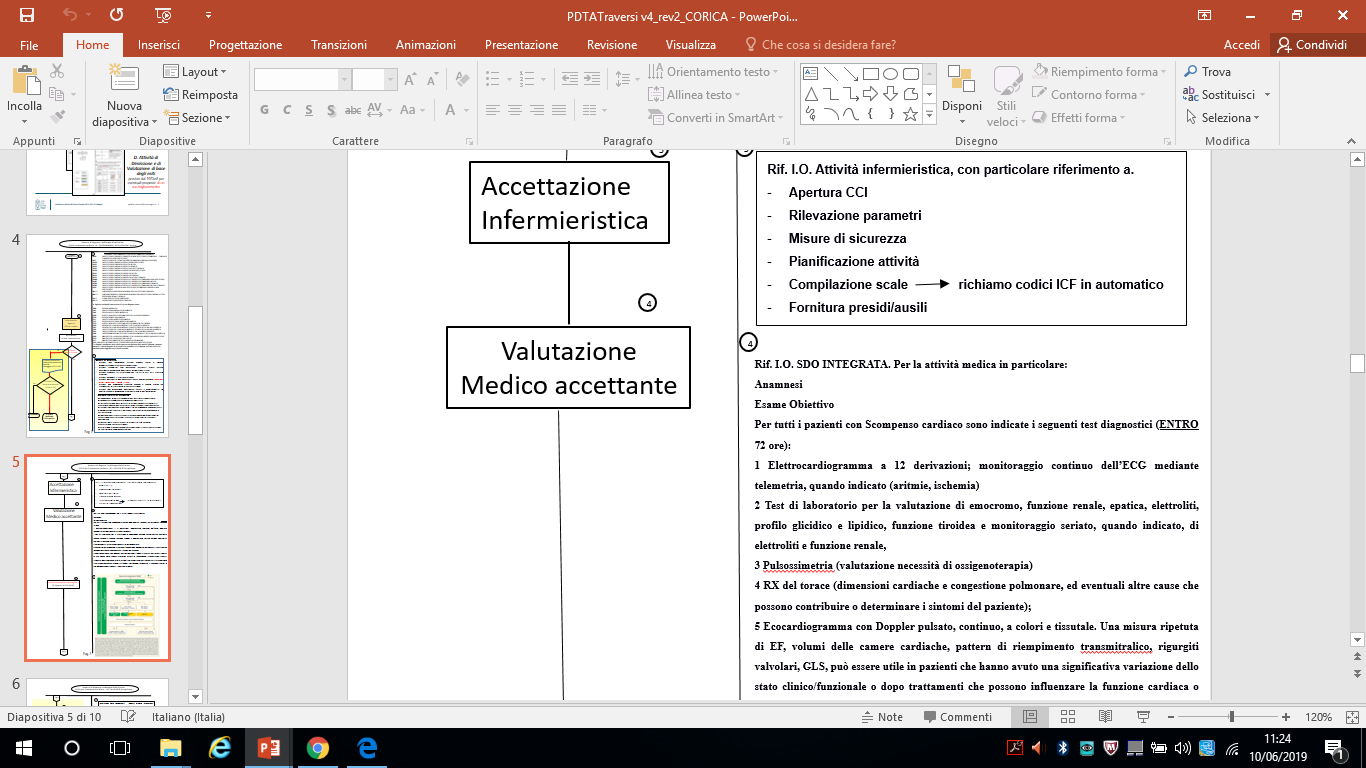 PDTATraversi v4_rev2_CORICA - PowerPoi...
File
Home
Inserisci
Progettazione
Transizioni
Animazioni
Presentazione
Revisione
Visualizza
Che cosa si desidera fare?
Accedi
Condividi
Incolla
Nuova
diapositiva
Layout
Reimposta
Sezione
G C S S abc AV Aa A
Orientamento testo
Allinea testo
Converti in SmartArt
Disponi
Stili
veloci
Riempimento forma
Contorno forma
Effetti forma
Trova
Sostituisci
Seleziona
Appunti
Diapositive
Carattere
Paragrafo
Disegno
Modifica
4
5
6
Accettazione
Infermieristica
4
Valutazione
Medico accettante
Rif. I.O. Attività infermieristica, con particolare riferimento a.
- Apertura CCI
- Rilevazione parametri
- Misure di sicurezza
- Pianificazione attività
- Compilazione scale richiamo codici ICF in automatico
- Fornitura presidi/ausili
4
Rif. I.O. SDO INTEGRATA. Per la attività medica in particolare:
Anamnesi
Esame Obiettivo
Per tutti i pazienti con Scompenso cardiaco sono indicate i seguenti test diagnostici (ENTRO
72 ore):
1 Elettrocardiogramma a 12 derivazioni; monitoraggio continuo dell'ECG mediante
telemetria, quando indicato (aritmie, ischemia)
2 Test di laboratorio per la valutazione di emocromo, funzione renale, epatica, elettroliti,
profilo glicidico e lipidico, funzione tiroidea e monitoraggio seriato, quando indicato, di
elettroliti e funzione renale,
3 Pulsossimetria (valutazione necessità di ossigenoterapia)
4 RX del torace (dimensioni cardiache e congestione polmonare, ed eventuali altre cause che
possono contribuire o determinare i sintomi del paziente);
5 Ecocardiogramma con Doppler pulsato, continuo, a colori e tissutale. Una misura ripetuta
di EF, volumi delle camere cardiache, pattern di riempimento transmitralico, rigurgiti
valvolari, GLS, può essere utile in pazienti che hanno avuto una significativa variazione dello
stato clinico/funzionale o dopo trattamenti che possono influenzare la funzione cardiaca o
Diapositiva 5 di 10
Italiano (Italia)
Note
Commenti
120%
11:24
10/06/2019